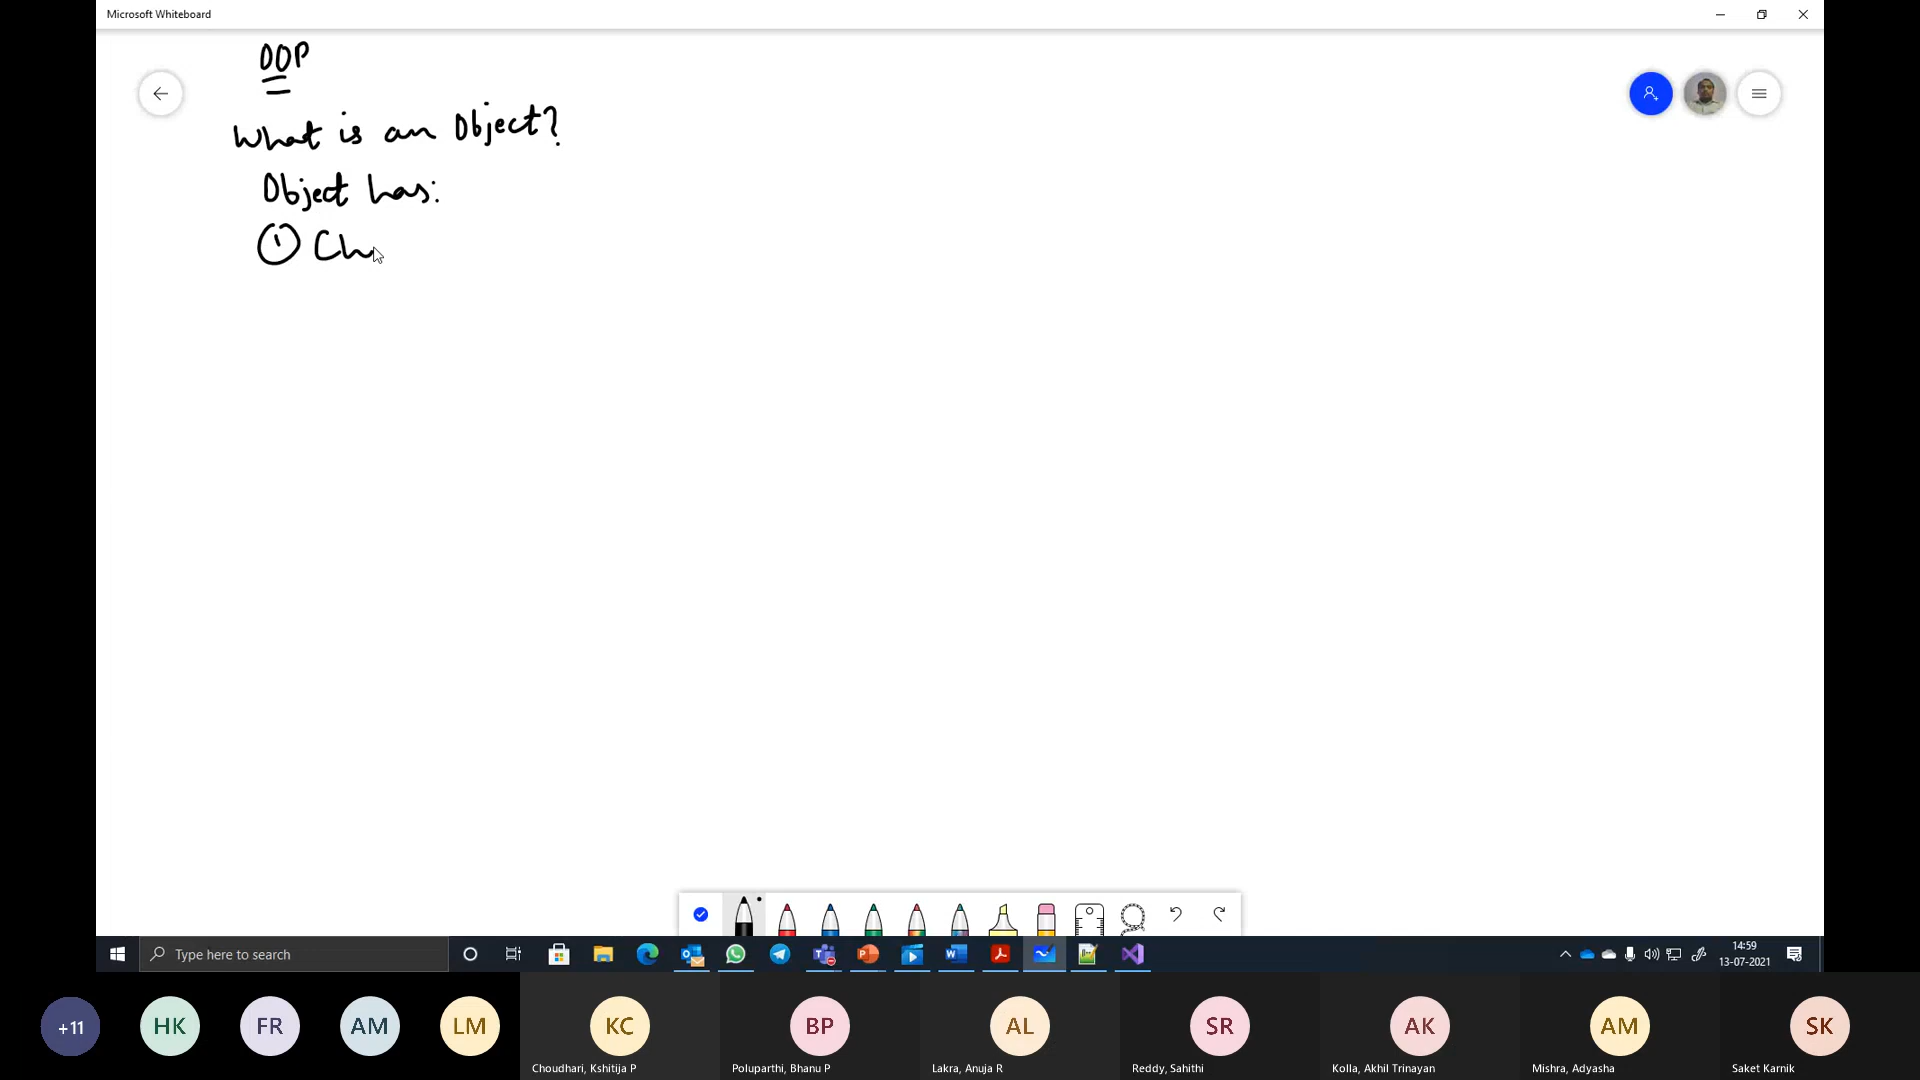 Microsoft Whiteboard
OOP
What is an Object?
Object has:
① Cha
Type here to search
14:59
13-07-2021
+11
HK
FR
AM
LM
KC
BP
AL
SR
AK
AM
SK
Choudhari, Kshitija P
Poluparthi, Bhanu P
Lakra, Anuja R
Reddy, Sahithi
Kolla, Akhil Trinayan
Mishra, Adyasha
Saket Karnik